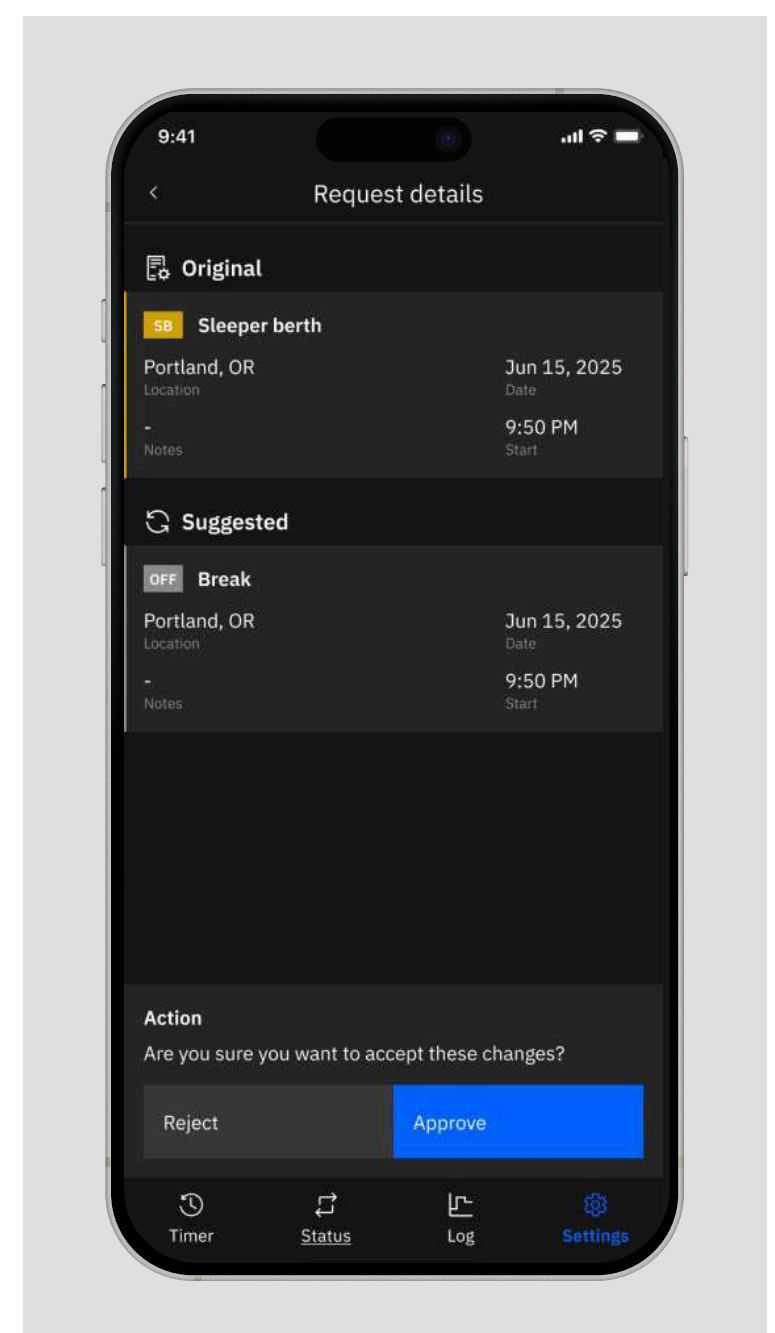 9:41
Request details
Original
SB Sleeper berth
Portland, OR Jun 15, 2025
Location Date
- 9:50 PM
Notes Start
Suggested
OFF Break
Portland, OR Jun 15, 2025
Location Date
- 9:50 PM
Notes Start
Action
Are you sure you want to accept these changes?
Reject Approve
Timer Status Log Settings